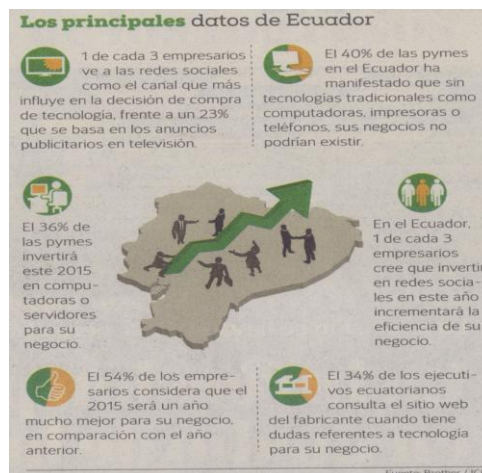 Los principales datos de Ecuador
1 de cada 3 empresarios
ve a las redes sociales
como el canal que más
influye en la decisión de compra
de tecnología, frente a un 23%
que se basa en los anuncios
publicitarios en televisión.
El 40% de las pymes
en el Ecuador ha
manifestado que sin
tecnologías tradicionales como
computadoras, impresoras o
teléfonos, sus negocios no
podrían existir.
El 36% de
las pymes
invertirá
este 2015
en compu-
tadoras o
servidores
para su
negocio.
En el Ecuador,
1 de cada 3
empresarios
cree que inverti
en redes socia-
les en este año
incrementará la
eficiencia de su
negocio.
El 54% de los empre-
sarios considera que el
2015 será un año
mucho mejor para su negocio,
en comparación con el año
anterior.
El 34% de los ejecuti-
vos ecuatorianos
consulta el sitio web
del fabricante cuando tiene
dudas referentes a tecnología
para su negocio.